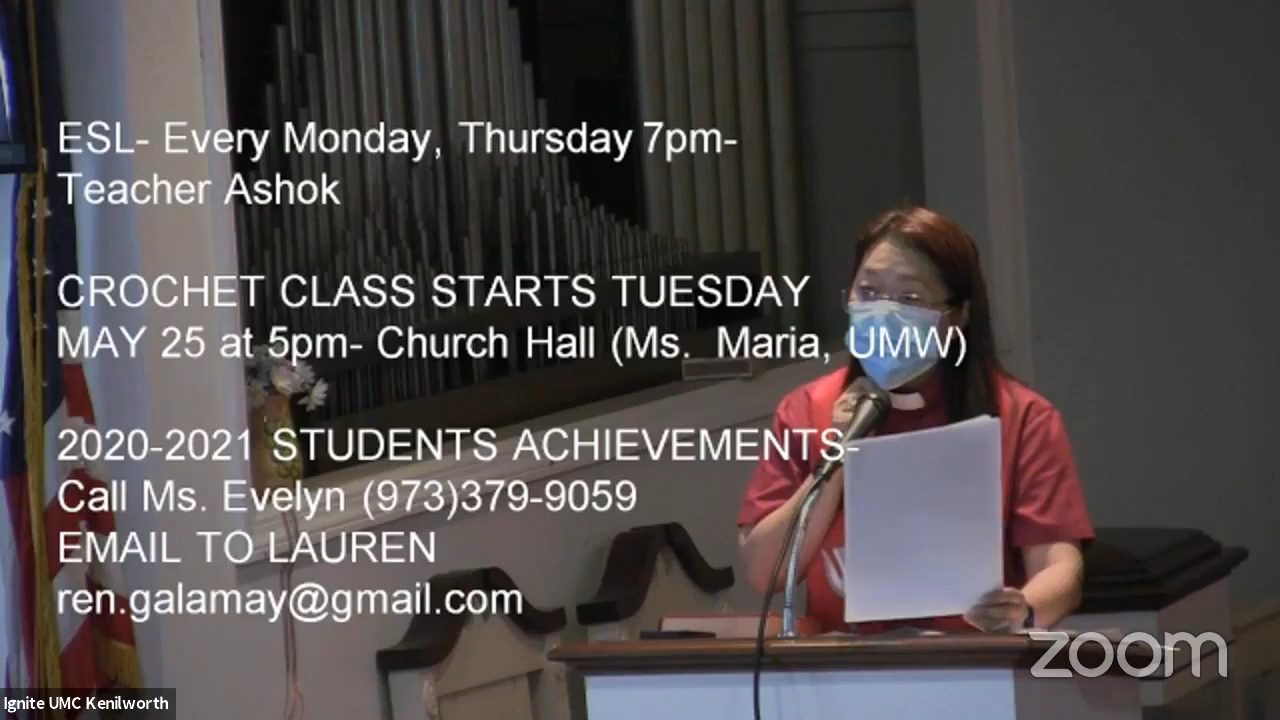 ESL- Every Monday, Thursday 7pm-
Teacher Ashok
CROCHET CLASS STARTS TUESDAY
MAY 25 at 5pm- Church Hall (Ms. Maria, UMW)
2020-2021 STUDENTS ACHIEVEMENTS-
Call Ms. Evelyn (973)379-9059
EMAIL TO LAUREN
ren.galamay@gmail.com
zoom
Ignite UMC Kenilworth